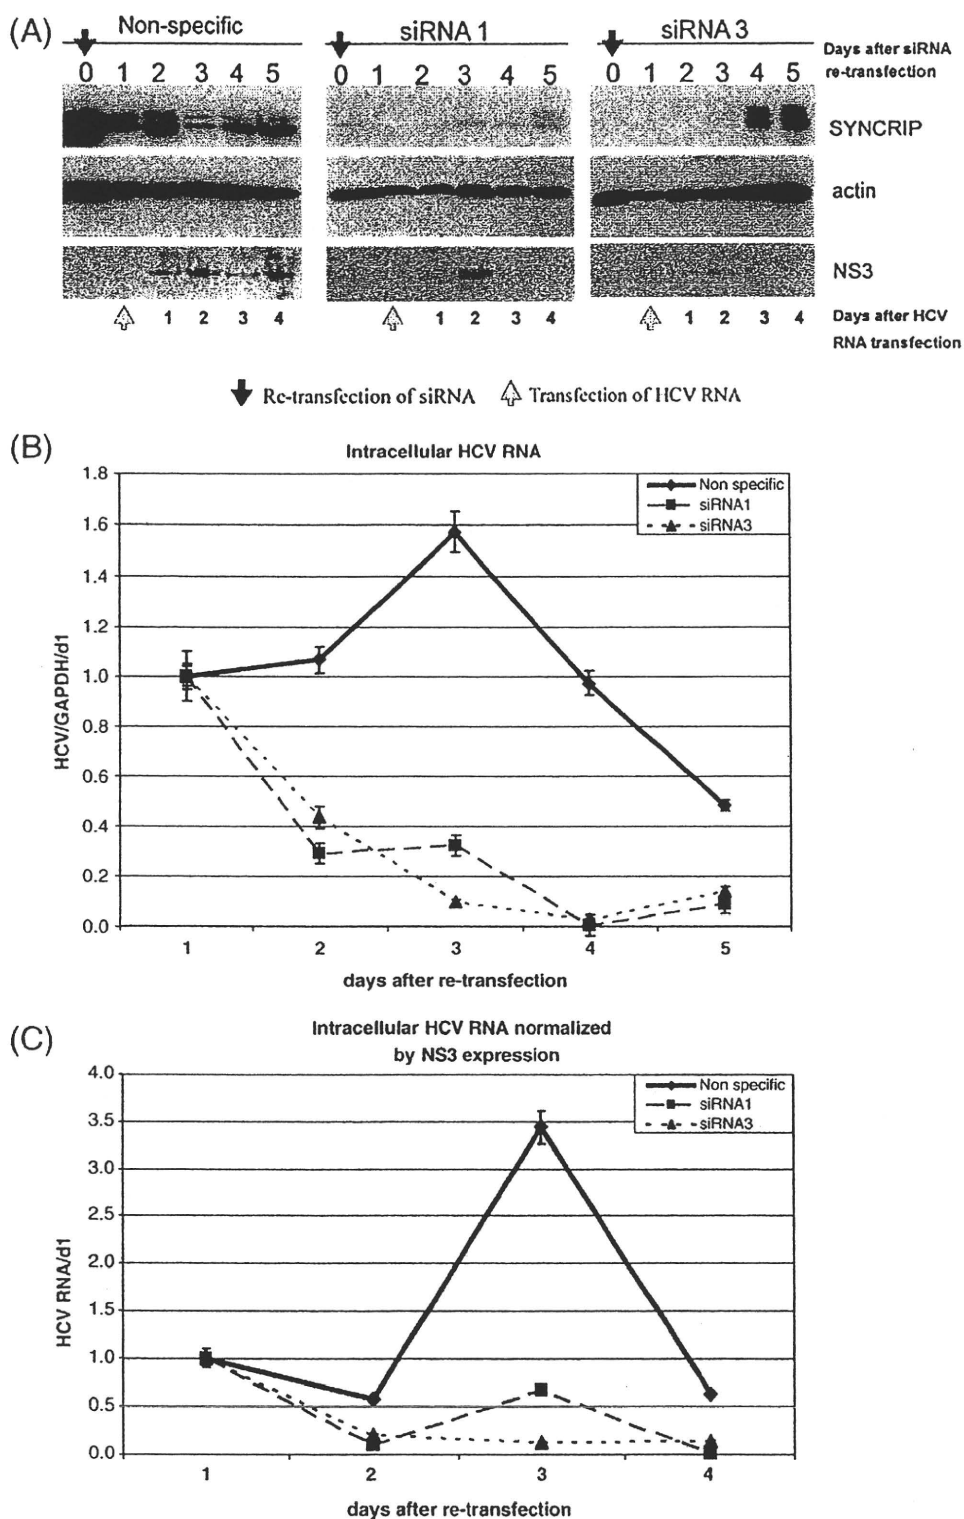 (A)
Non-specific siRNA 1 siRNA 3 Days after siRNA
0 1 2 3 4 5 0 1 2 3 4 5 0 1 2 3 4 5 re-transfection
SYNCRIP
actin
NS3
1 2 3 4 1 2 3 4 1 2 3 4 Days after HCV
RNA transfection
Re-transfection of siRNA Transfection of HCV RNA
(B)
Intracellular HCV RNA
1.8
1.6
1.4
1.2
1.0
0.8
0.6
0.4
0.2
0.0
HCV/GAPDH/d1
Non specific
siRNA1
siRNA3
1 2 3 4 5
days after re-transfection
(C)
Intracellular HCV RNA normalized
by NS3 expression
4.0
3.5
3.0
2.5
2.0
1.5
1.0
0.5
0.0
HCV RNA/d1
Non specific
siRNA1
siRNA3
1 2 3 4
days after re-transfection